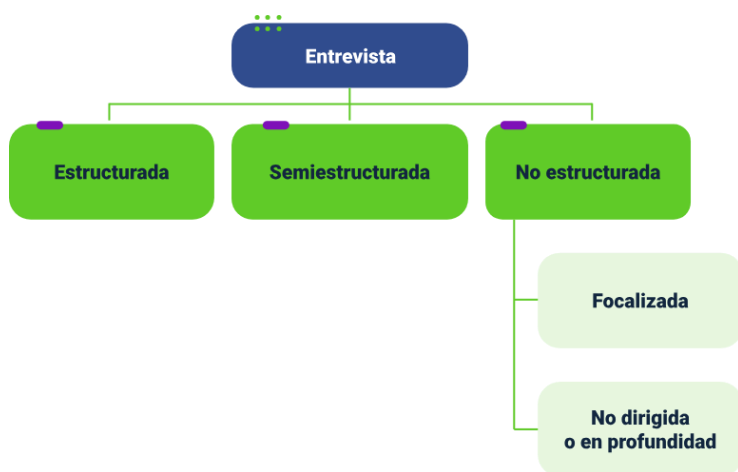 Entrevista
Estructurada
Semiestructurada
No estructurada
Focalizada
No dirigida
o en profundidad